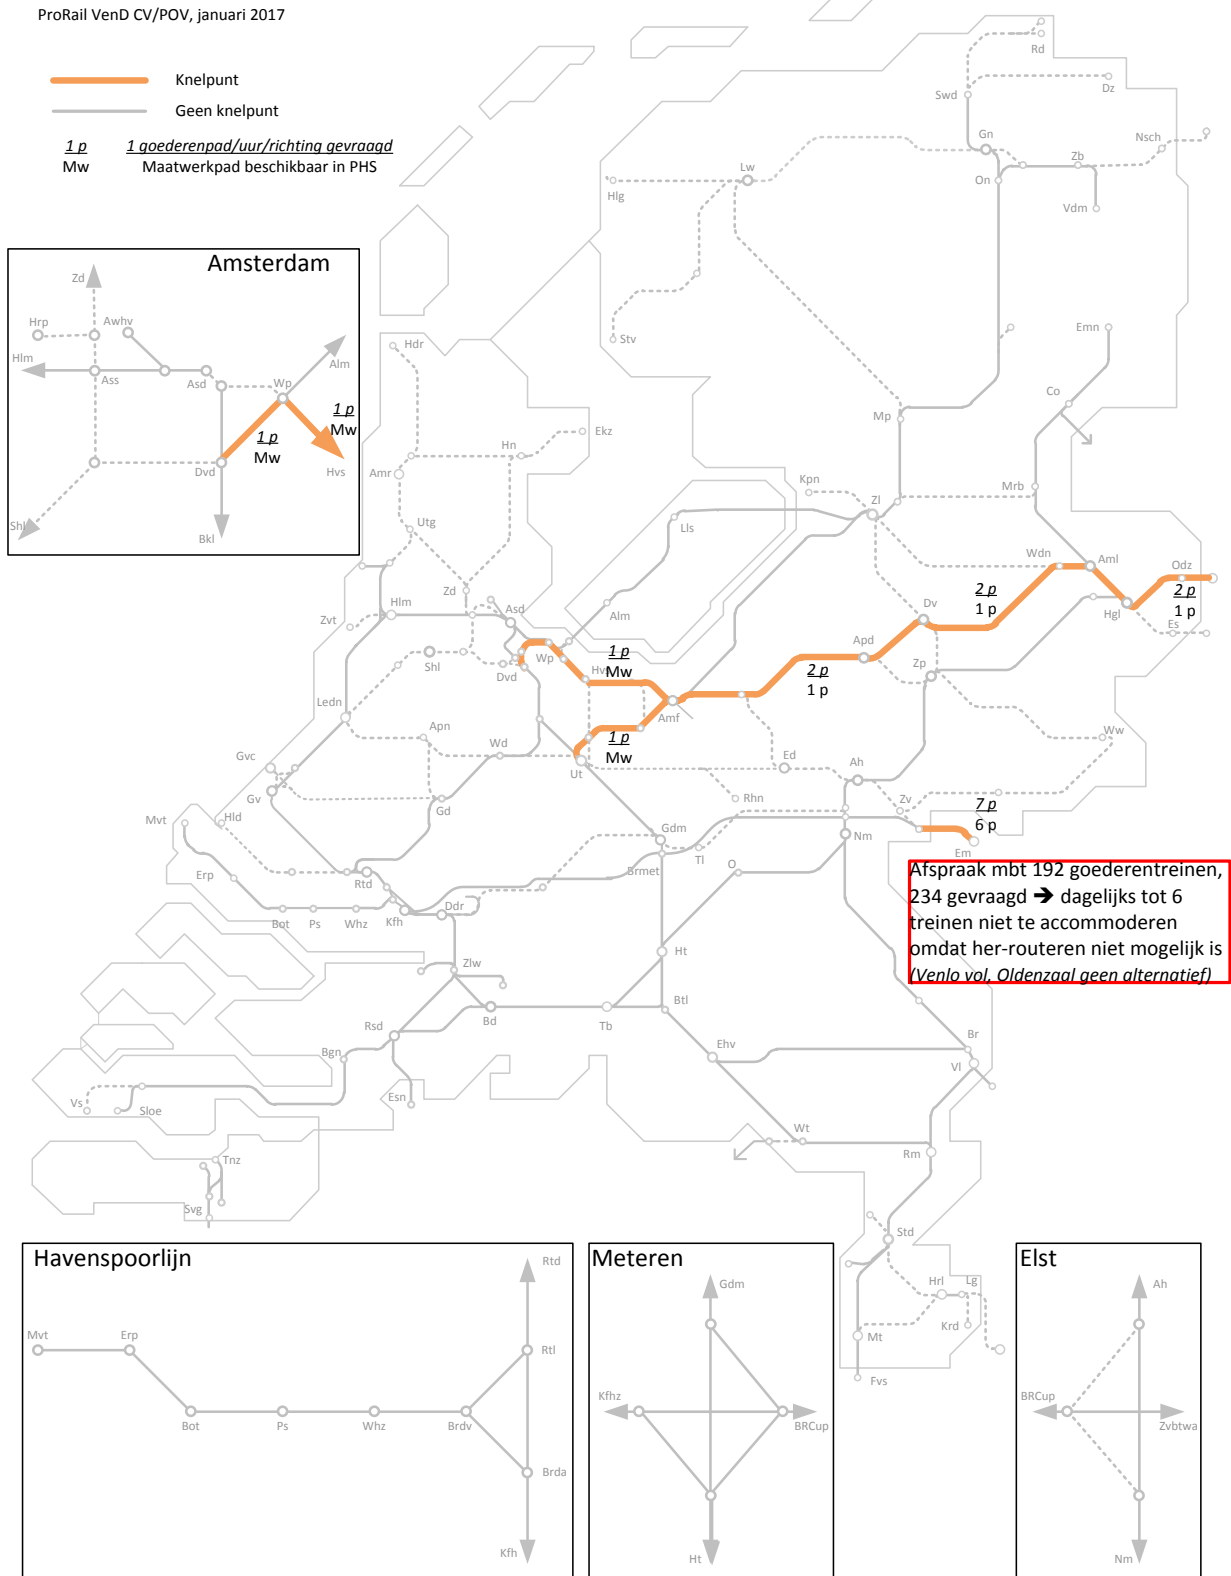 ProRail VenD CV/POV, januari 2017
Knelpunt
Geen knelpunt
1 p 1 goederenpad/uur/richting gevraagd
Mw Maatwerkpad beschikbaar in PHS
Amsterdam
Zd
Hrp
Awhv
Hlm
Ass
Asd
Wp
Alm
1 p
Mw
1 p
Mw
Dvd
Hvs
Shl
Bkl
Rd
Swd
Dz
Gn
Nsch
Zb
On
Vdm
Lw
Hlg
Stv
Emn
Co
Mp
Hdr
Hn
Ekz
Amr
Utg
Zd
Kpn
Zl
Mrb
Lls
Wdn
Aml
Odz
2 p
1 p
2 p
1 p
Hgl
Es
Hlm
Zvt
Asd
Alm
Dv
Apd
Zp
Wp
Shl
Dvd
Hvs
1 p
Mw
2 p
1 p
Amf
Ledn
Apn
Wd
1 p
Mw
Ut
Ww
Gvc
Gv
Gd
Ed
Ah
Rhn
Zv
7 p
6 p
Em
Mvt
Hld
Gdm
Tl
Nm
Brmet
O
Erp
Rtd
Bot
Ps
Whz
Kfh
Ddr
Afspraak mbt 192 goederentreinen,
234 gevraagd ➔ dagelijks tot 6
treinen niet te accommoderen
omdat her-routeren niet mogelijk is
(Venlo vol, Oldenzaal geen alternatief)
Zlw
Ht
Btl
Rsd
Bd
Tb
Bgn
Ehv
Br
Vl
Vs
Sloe
Esn
Wt
Rm
Tnz
Svg
Std
Hrl
Lg
Krd
Mt
Fvs
Havenspoorlijn
Rtd
Mvt
Erp
Rtl
Bot
Ps
Whz
Brdv
Brda
Kfh
Meteren
Gdm
Kfhz
BRCup
Ht
Elst
Ah
BRCup
Zvbtwa
Nm